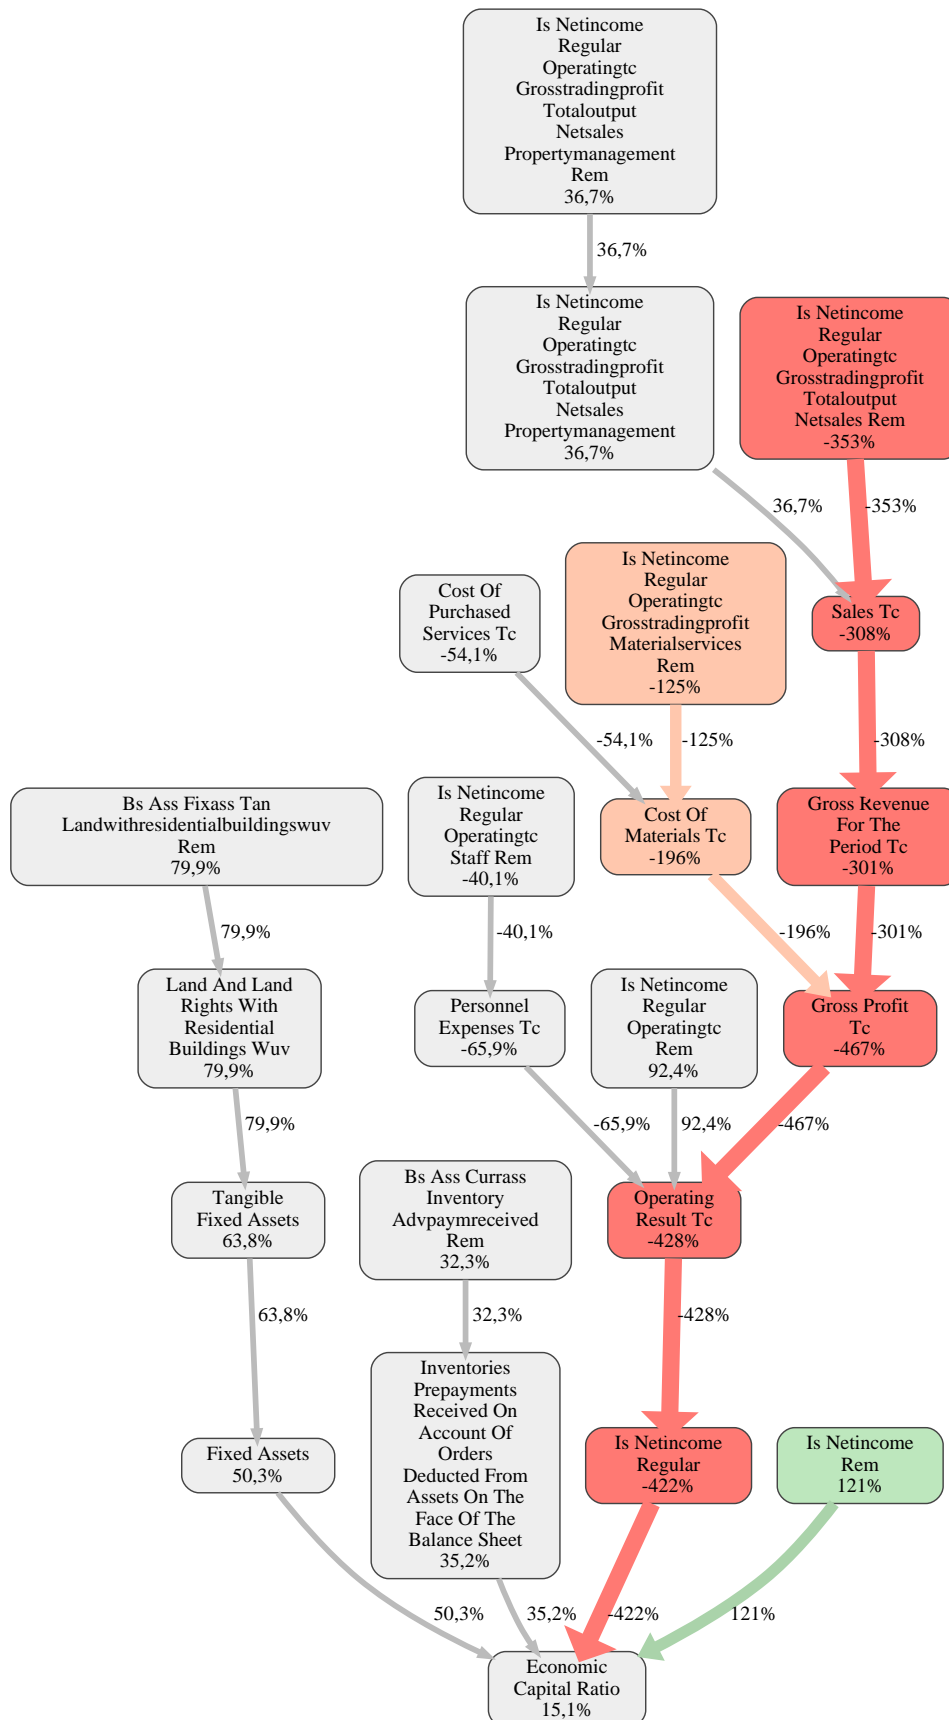 Is Netincome
Regular
Operatingtc
Grosstradingprofit
Totaloutput
Netsales
Propertymanagement
Rem
36,7%
36,7%
Is Netincome
Regular
Operatingtc
Grosstradingprofit
Totaloutput
Netsales
Propertymanagement
36,7%
Is Netincome
Regular
Operatingtc
Grosstradingprofit
Totaloutput
Netsales Rem
-353%
36,7%
-353%
Cost Of
Purchased
Services Tc
-54,1%
Is Netincome
Regular
Operatingtc
Grosstradingprofit
Materialservices
Rem
-125%
Sales Tc
-308%
-54,1%
-125%
-308%
Bs Ass Fixass Tan
Landwithresidentialbuildingswuv
Rem
79,9%
Is Netincome
Regular
Operatingtc
Staff Rem
-40,1%
Cost Of
Materials Tc
-196%
Gross Revenue
For The
Period Tc
-301%
79,9%
-40,1%
-196%
-301%
Land And Land
Rights With
Residential
Buildings Wuv
79,9%
Personnel
Expenses Tc
-65,9%
Is Netincome
Regular
Operatingtc
Rem
92,4%
Gross Profit
Tc
-467%
79,9%
-65,9%
92,4%
-467%
Tangible
Fixed Assets
63,8%
Bs Ass Currass
Inventory
Advpaymreceived
Rem
32,3%
Operating
Result Tc
-428%
63,8%
32,3%
-428%
Fixed Assets
50,3%
Inventories
Prepayments
Received On
Account Of
Orders
Deducted From
Assets On The
Face Of The
Balance Sheet
35,2%
Is Netincome
Regular
-422%
Is Netincome
Rem
121%
50,3%
35,2%
-422%
121%
Economic
Capital Ratio
15,1%